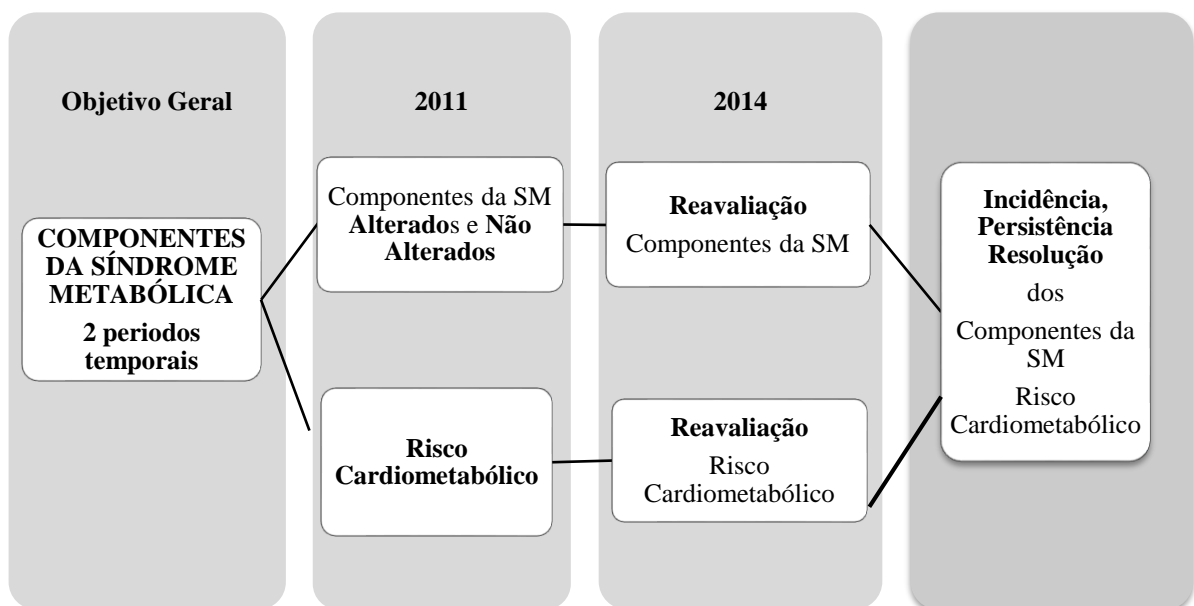 Objetivo Geral
COMPONENTES
DA SÍNDROME
METABÓLICA
2 periodos
temporais
2011
Componentes da SM
Alterados e Não
Alterados
Risco
Cardiometabólico
2014
Reavaliação
Componentes da SM
Reavaliação
Risco
Cardiometabólico
Incidência,
Persistência
Resolução
dos
Componentes da
SM
Risco
Cardiometabólico